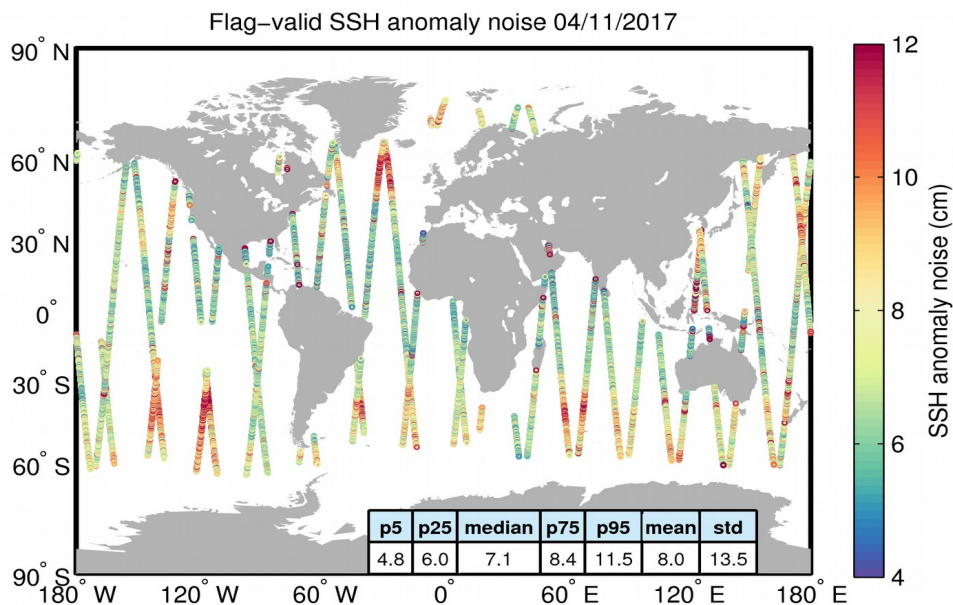 Flag−valid SSH anomaly noise 04/11/2017
90° N
60° N
30° N
0°
30° S
60° S
90° S
180° W
120° W
60° W
0°
60° E
120° E
180° E
p5 p25 median p75 p95 mean std
4.8 6.0 7.1 8.4 11.5 8.0 13.5
12
10
8
6
4
SSH anomaly noise (cm)